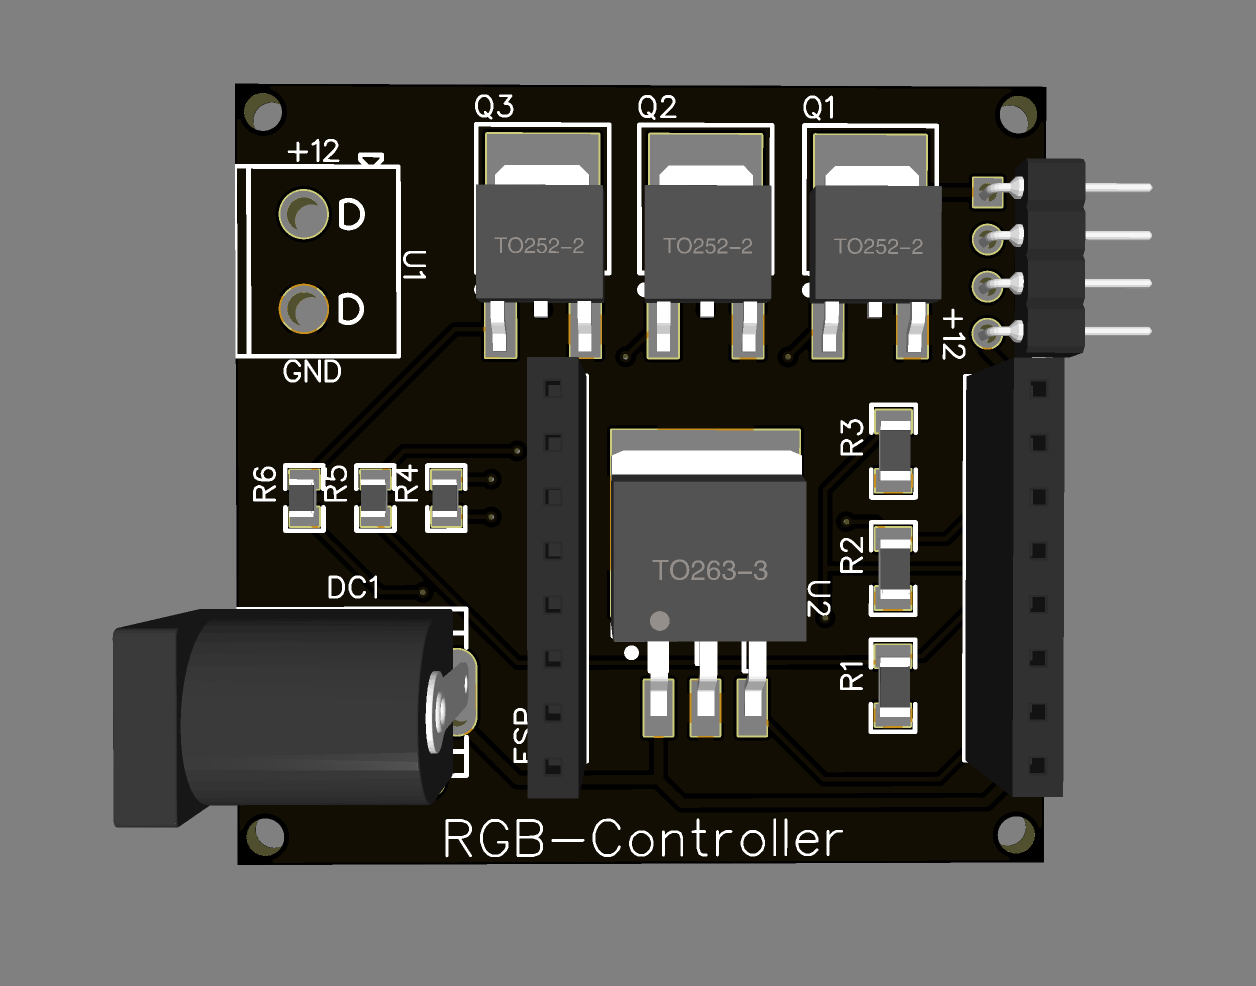 Q3
Q2
Q1
+12
D
TO252-2
TO252-2
TO252-2
U1
D
+12
GND
R3
R6
R5
R4
R2
TO263-3
DC1
U2
R1
ESP
RGB-Controller